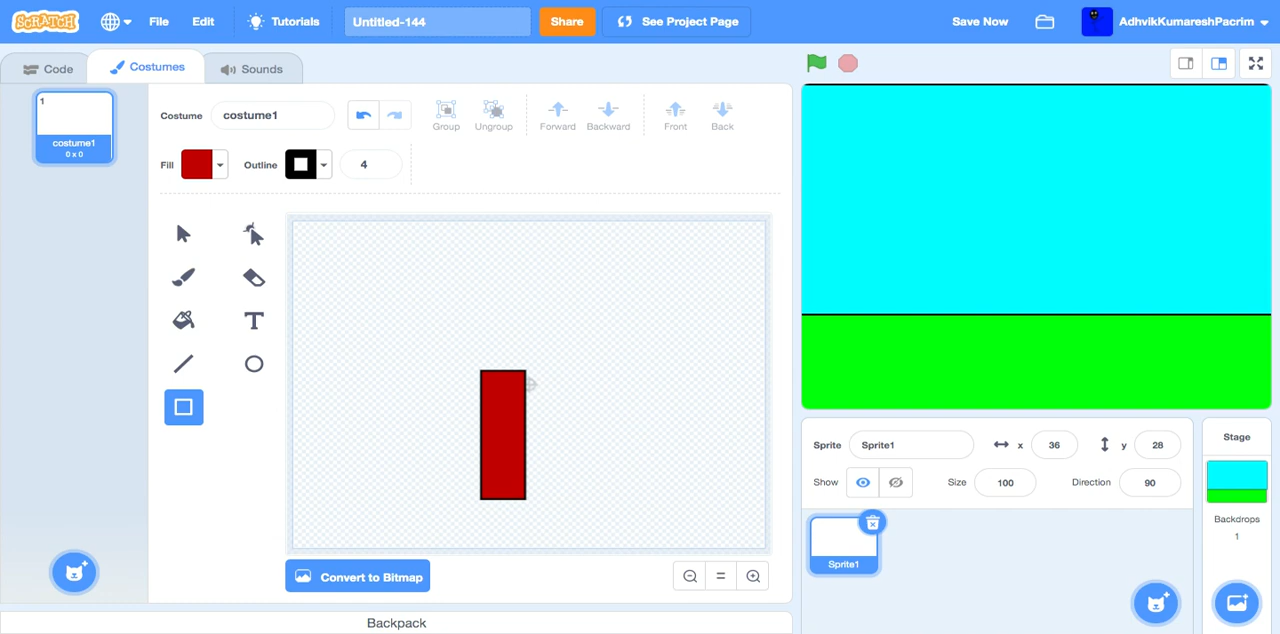 SCRATCH File Edit Tutorials Untitled-144 Share See Project Page Save Now AdhvikKumareshPacrim
Code Costumes Sounds
1
costume1
0 x 0
Costume costume1
Group Ungroup Forward Backward Front Back
Fill Outline 4
T
Convert to Bitmap
Backpack
Sprite Sprite1 x 36 y 28
Show Size 100 Direction 90
Sprite1
Stage
Backdrops
1